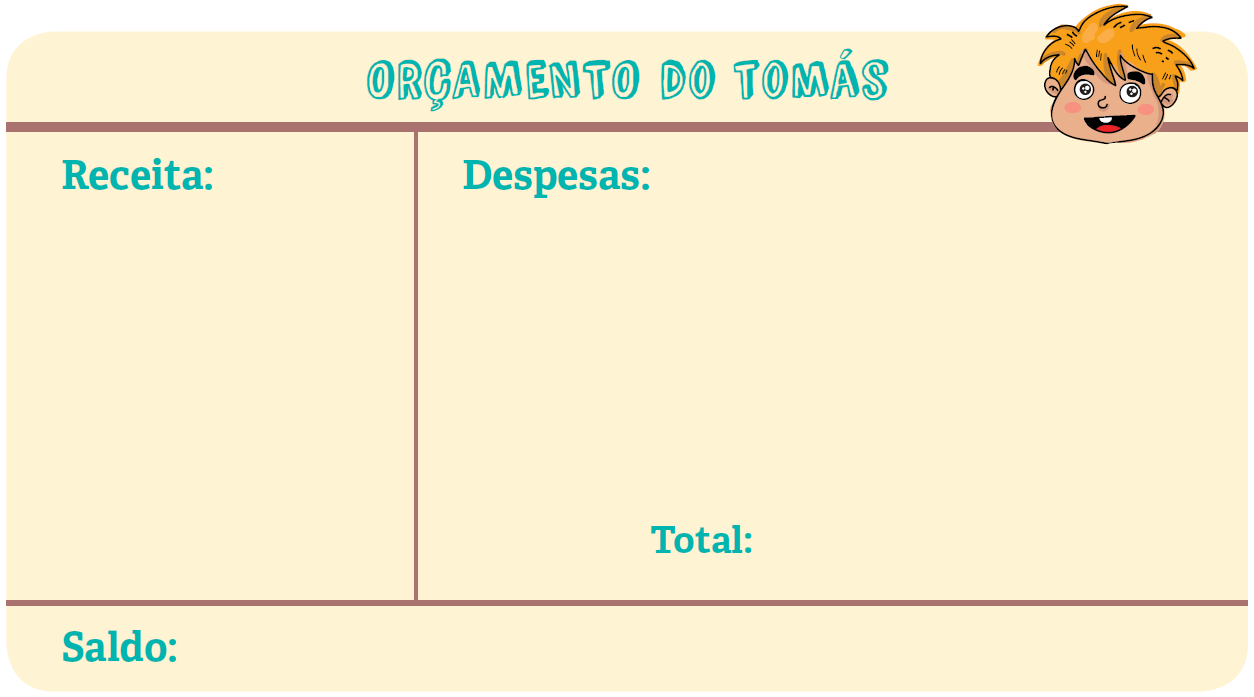 ORÇAMENTO DO TOMÁS
Receita:
Despesas:
Total:
Saldo: